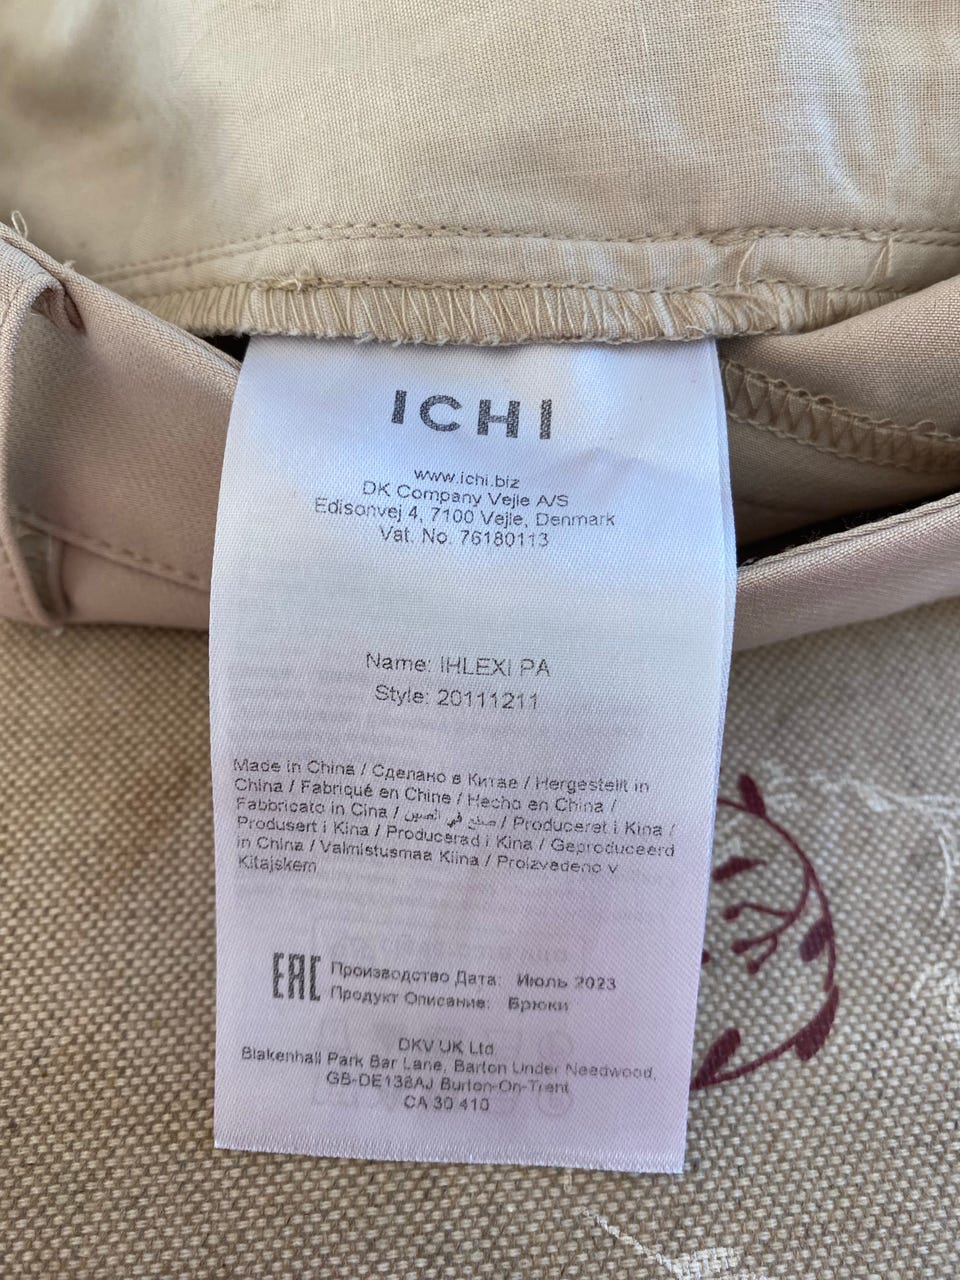 ICHI
www.ichi.biz
DK Company Vejle A/S
Edisonvej 4, 7100 Vejle, Denmark
Vat. No. 76180113
Name: IHLEXI PA
Style: 20111211
Made in China / Сделано в Китае / Hergestellt in
China / Fabriqué en Chine / Hecho en China /
Fabbricato in Cina / صنع في الصين / Produceret i Kina /
Produsert i Kina / Producerad i Kina / Geproduceerd
in China / Valmistusmaa Kiina / Proizvedeno v
Kitajskem
EAC Производство Дата: Июль 2023
Продукт Описание: Брюки
DKV UK Ltd
Blakenhall Park Bar Lane, Barton Under Needwood,
GB-DE138AJ Burton-On-Trent
CA 30 410